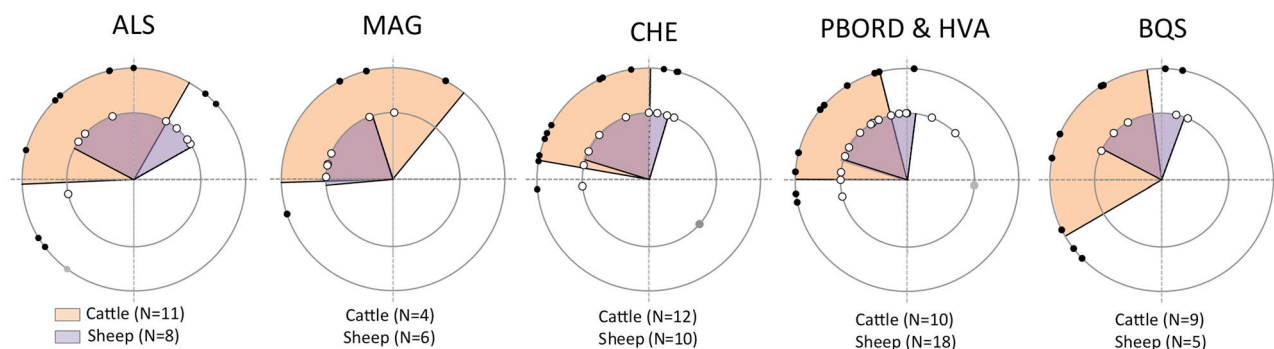 ALS
MAG
CHE
PBORD & HVA
BQS
Cattle (N=11)
Sheep (N=8)
Cattle (N=4)
Sheep (N=6)
Cattle (N=12)
Sheep (N=10)
Cattle (N=10)
Sheep (N=18)
Cattle (N=9)
Sheep (N=5)